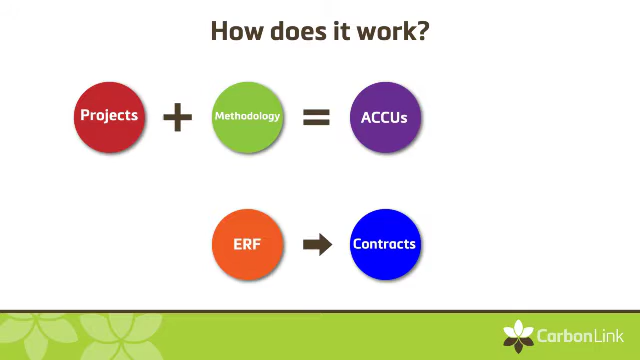 How does it work?
Projects + Methodology = ACCUs
ERF Contracts
CarbonLink